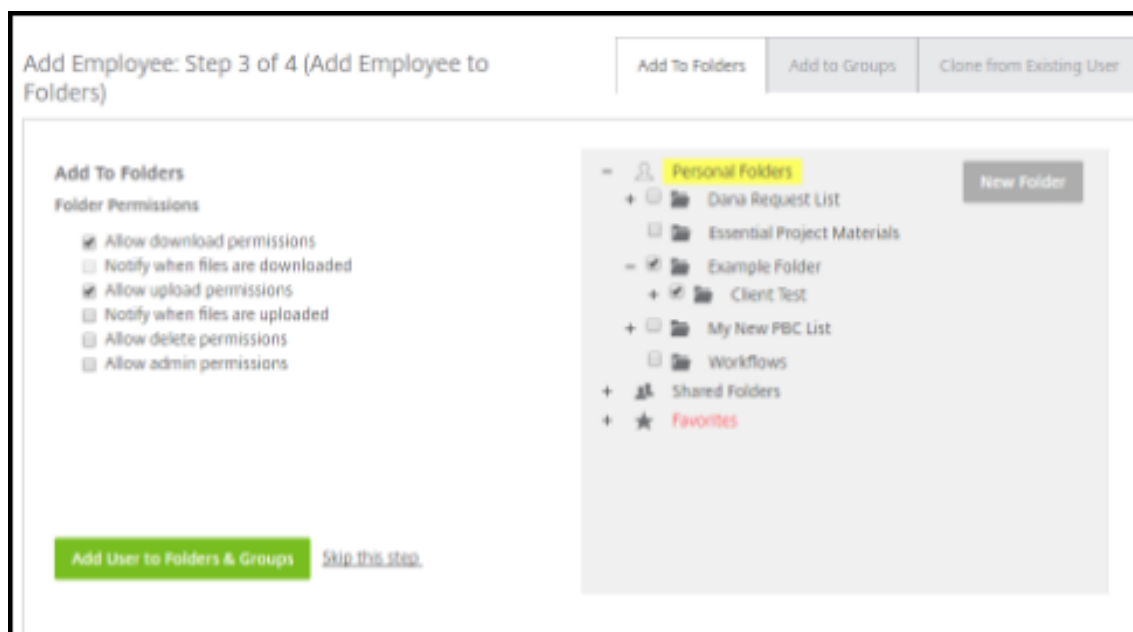 Add Employee: Step 3 of 4 (Add Employee to
Folders)
Add To Folders
Add to Groups
Clone from Existing User
Add To Folders
Folder Permissions
Allow download permissions
Notify when files are downloaded
Allow upload permissions
Notify when files are uploaded
Allow delete permissions
Allow admin permissions
Add User to Folders & Groups
Skip this step
Personal Folders
New Folder
Dana Request List
Essential Project Materials
Example Folder
Client Test
My New PBC List
Workflows
Shared Folders
Favorites